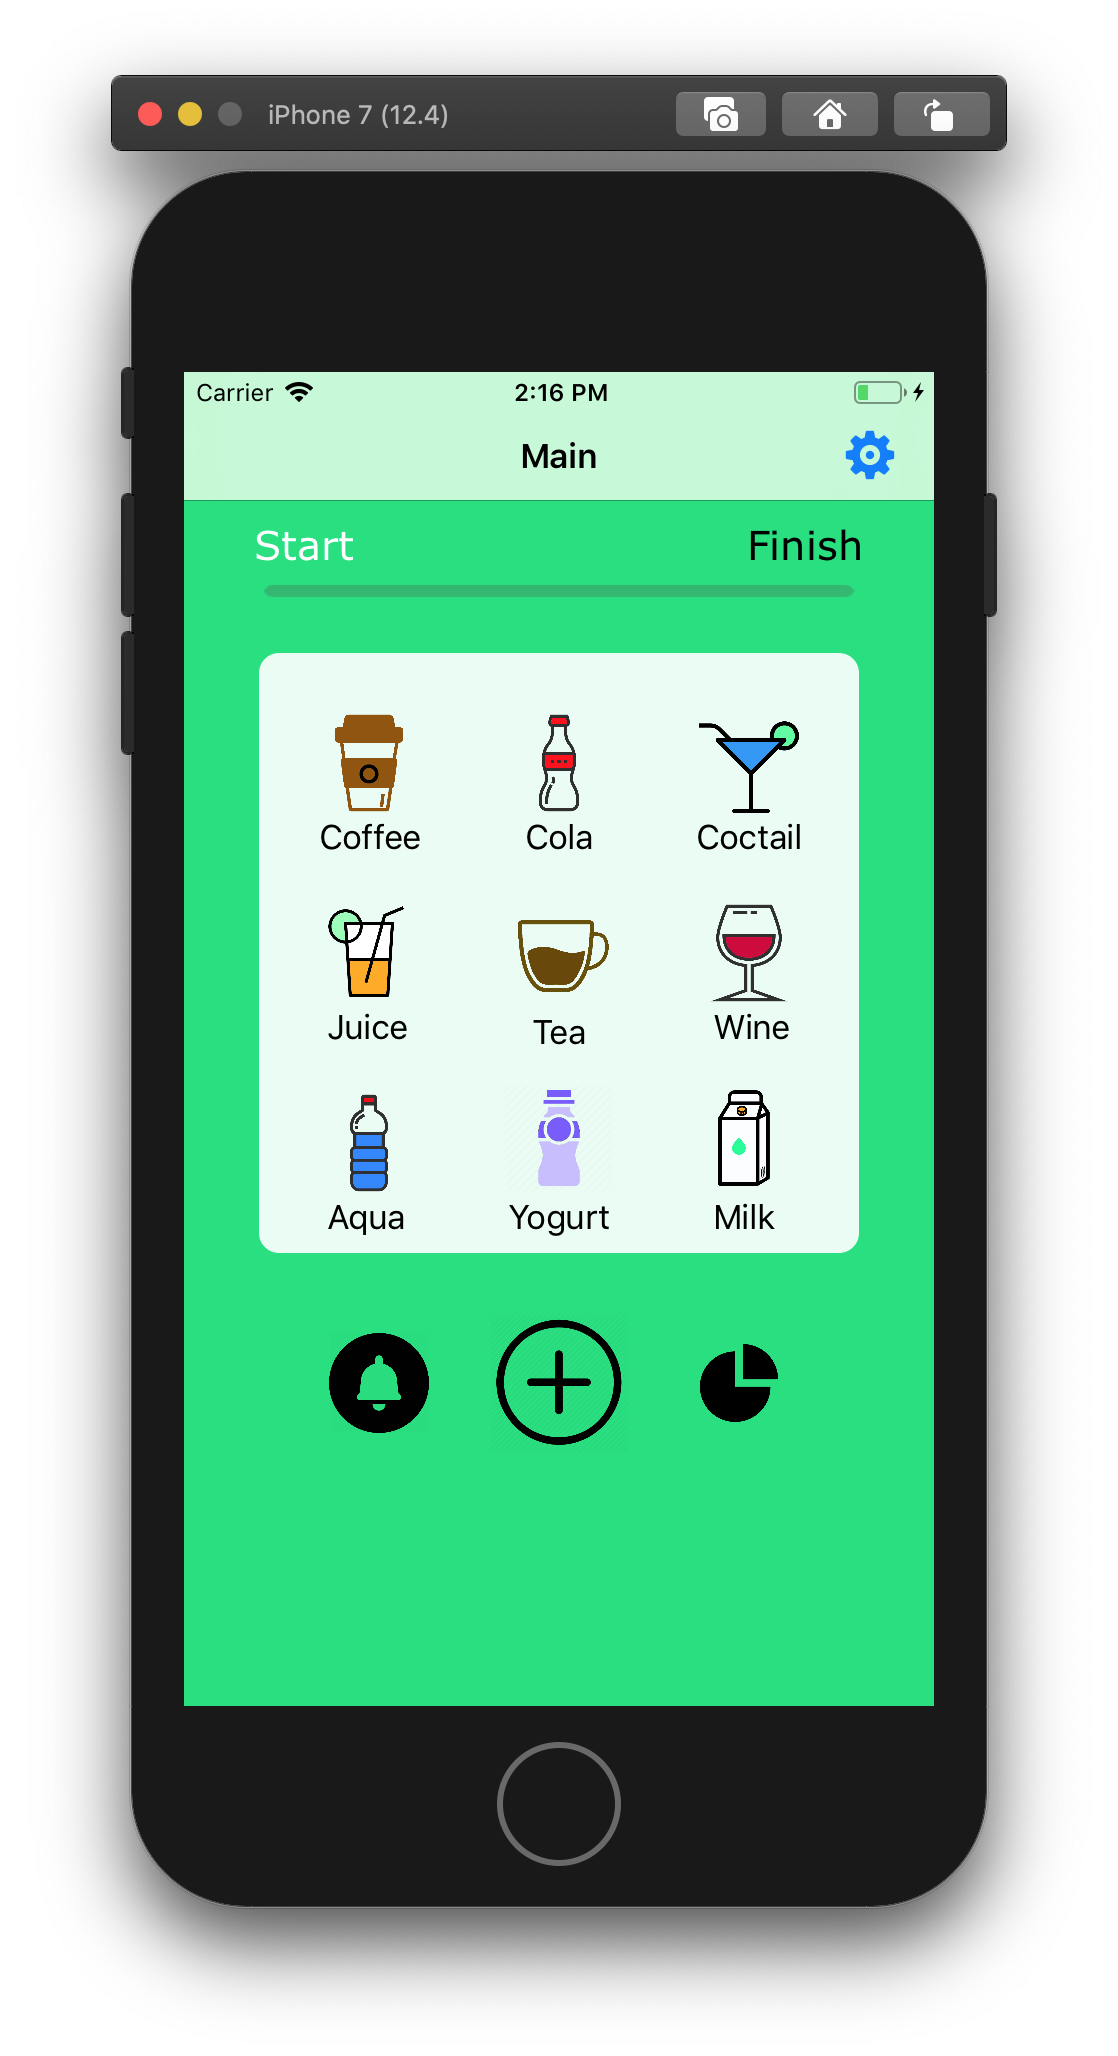 iPhone 7 (12.4)
Carrier 2:16 PM
Main
Start Finish
Coffee Cola Coctail
Juice Tea Wine
Aqua Yogurt Milk